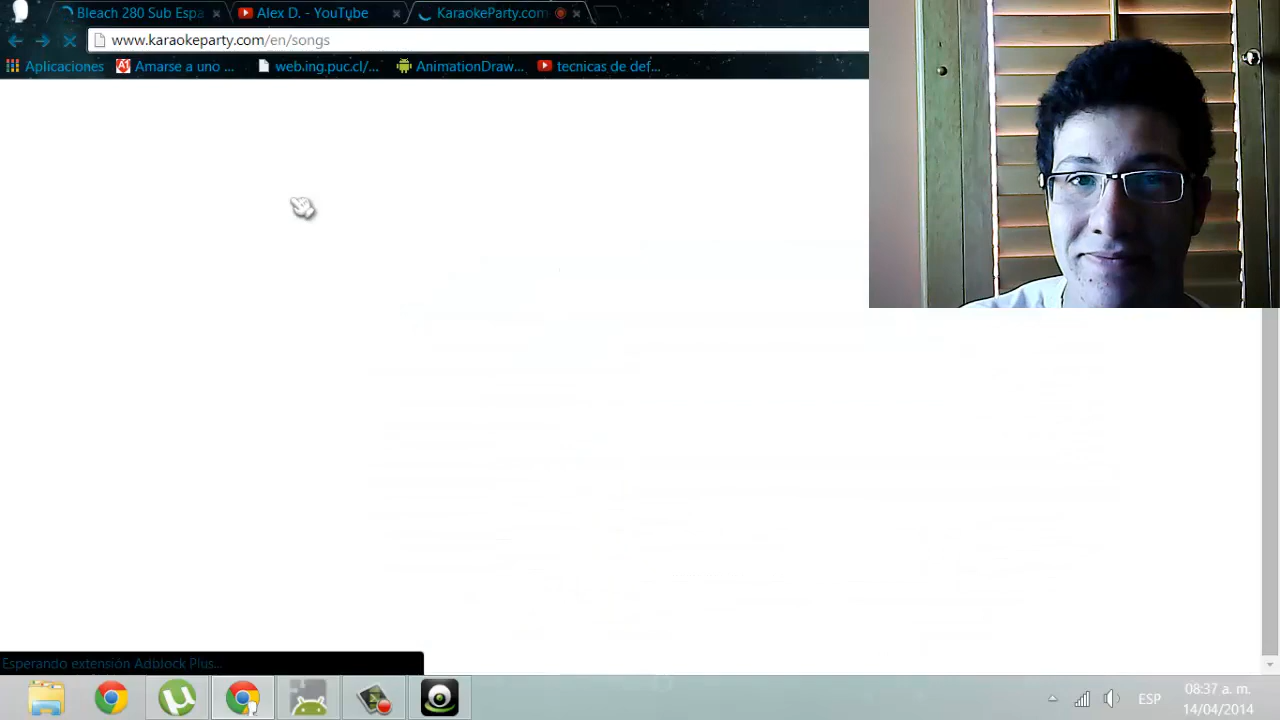 Bleach 280 Sub Espa
Alex D. - YouTube
KaraokeParty.com
www.karaokeparty.com/en/songs
Aplicaciones
Amarse a uno ...
web.ing.puc.cl/...
AnimationDraw...
tecnicas de def...
Esperando extensión Adblock Plus...
ESP
08:37 a. m.
14/04/2014